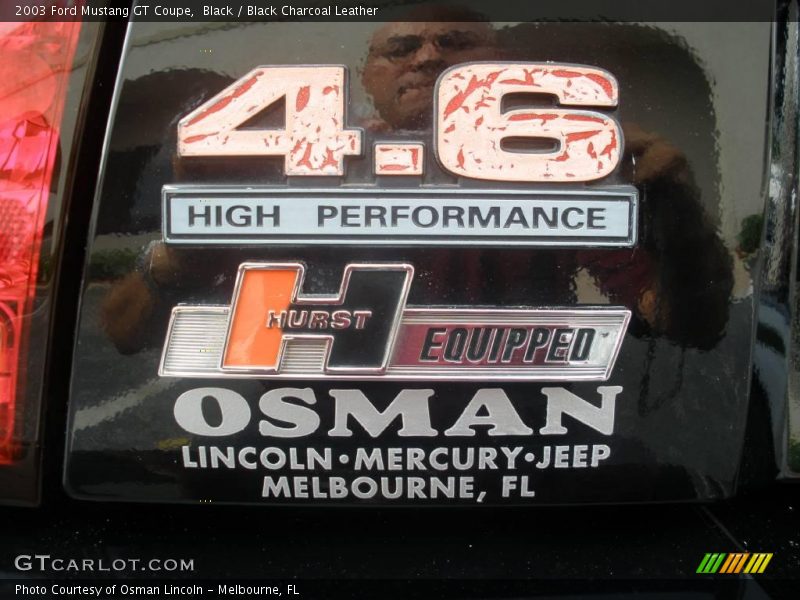 2003 Ford Mustang GT Coupe,  Black / Black Charcoal Leather
4.6
HIGH PERFORMANCE
HURST EQUIPPED
OSMAN
LINCOLN•MERCURY•JEEP
MELBOURNE, FL
GTCARLOT.COM
Photo Courtesy of Osman Lincoln - Melbourne, FL